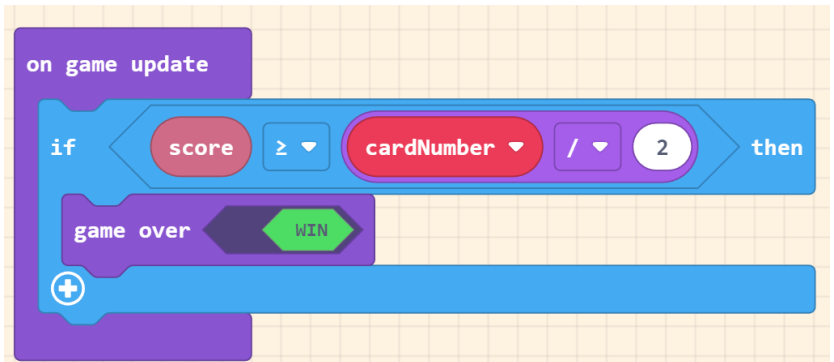 on game update
if score ≥ cardNumber / 2 then
game over WIN